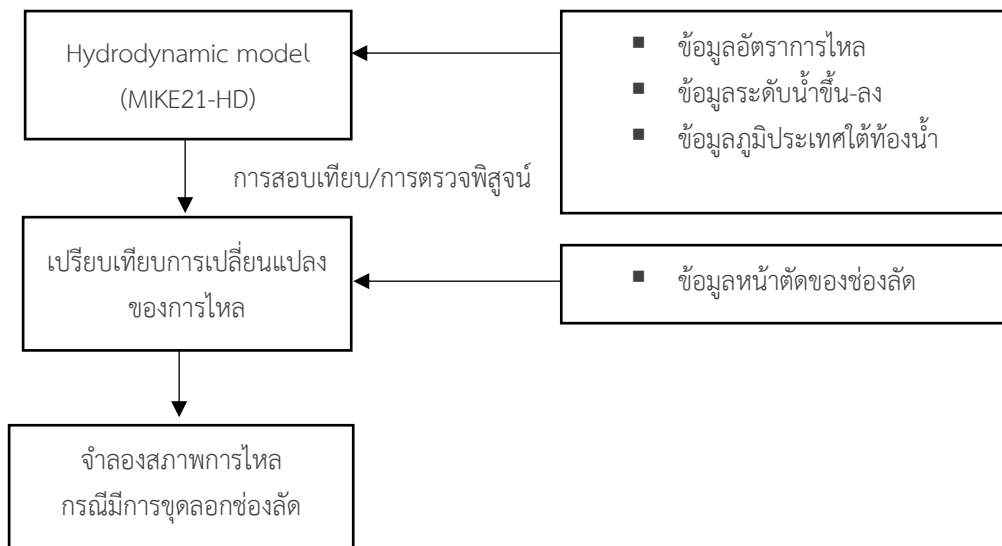 Hydrodynamic model
(MIKE21-HD)
▪ ข้อมูลอัตราการไหล
▪ ข้อมูลระดับน้ำขึ้น-ลง
▪ ข้อมูลภูมิประเทศใต้ท้องน้ำ
การสอบเทียบ/การตรวจพิสูจน์
เปรียบเทียบการเปลี่ยนแปลง
ของการไหล
▪ ข้อมูลหน้าตัดของช่องลัด
จำลองสภาพการไหล
กรณีมีการขุดลอกช่องลัด